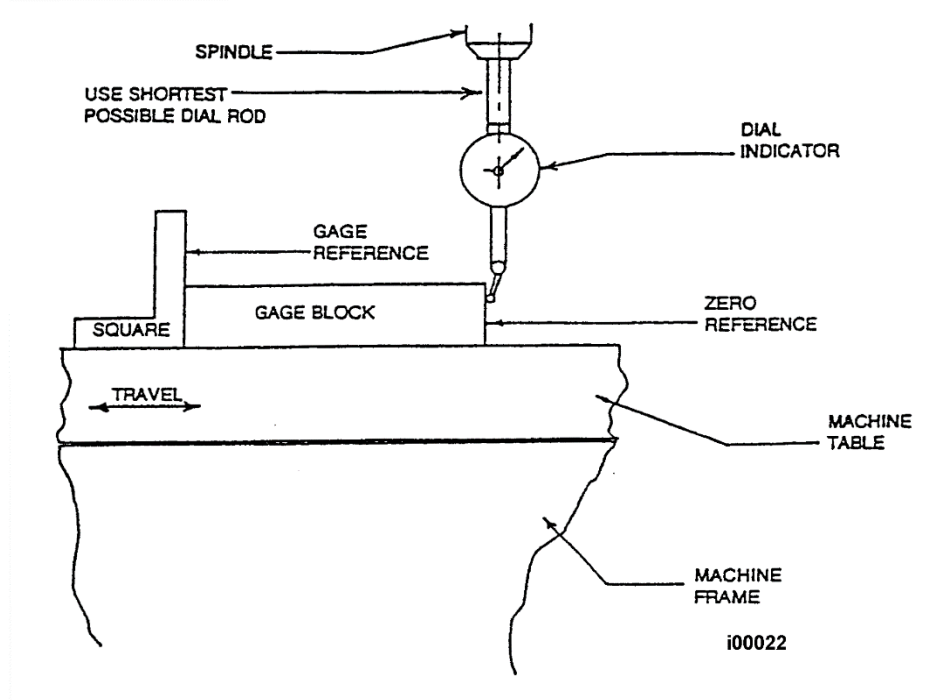 SPINDLE
USE SHORTEST
POSSIBLE DIAL ROD
DIAL
INDICATOR
GAGE
REFERENCE
GAGE BLOCK
ZERO
REFERENCE
SQUARE
TRAVEL
MACHINE
TABLE
MACHINE
FRAME
i00022